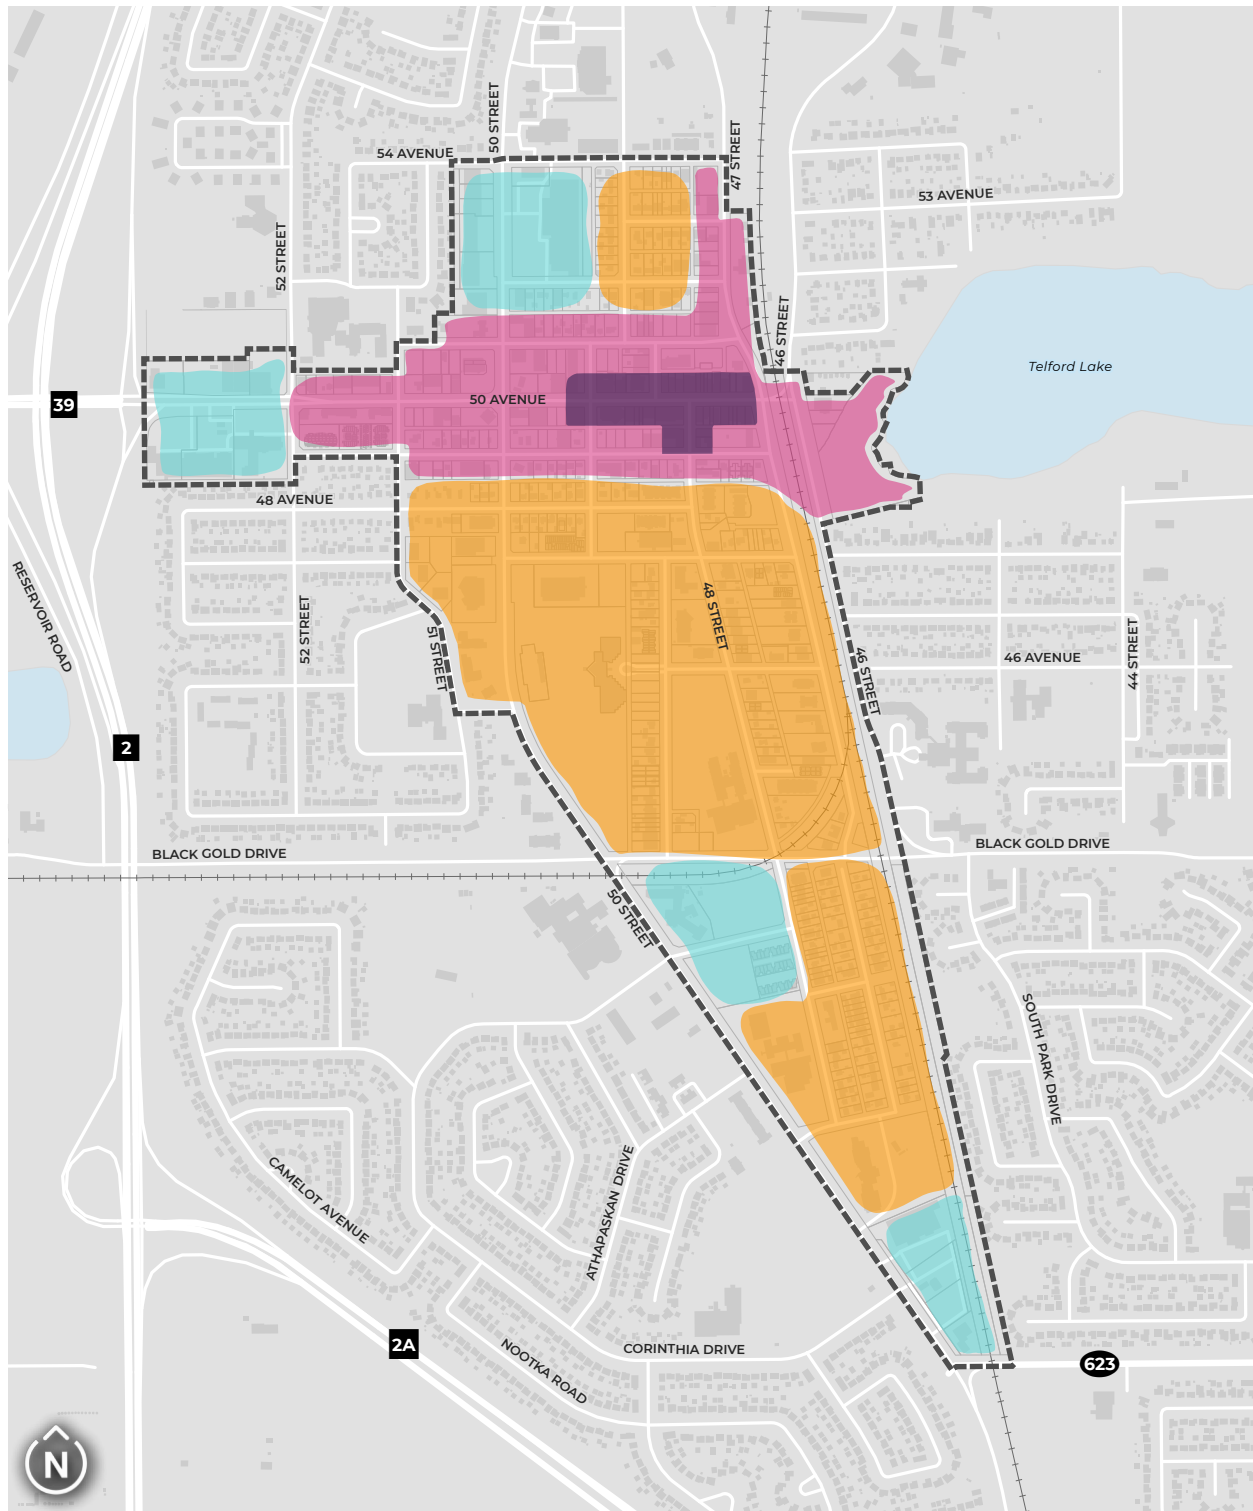 50 STREET
54 AVENUE
47 STREET
53 AVENUE
52 STREET
46 STREET
Telford Lake
39
50 AVENUE
48 AVENUE
RESERVOIR ROAD
52 STREET
51 STREET
48 STREET
46 STREET
46 AVENUE
44 STREET
2
BLACK GOLD DRIVE
BLACK GOLD DRIVE
50 STREET
SOUTH PARK DRIVE
CAMELOT AVENUE
ATHAPASKAN DRIVE
2A
NOOTKA ROAD
CORINTHIA DRIVE
623
N